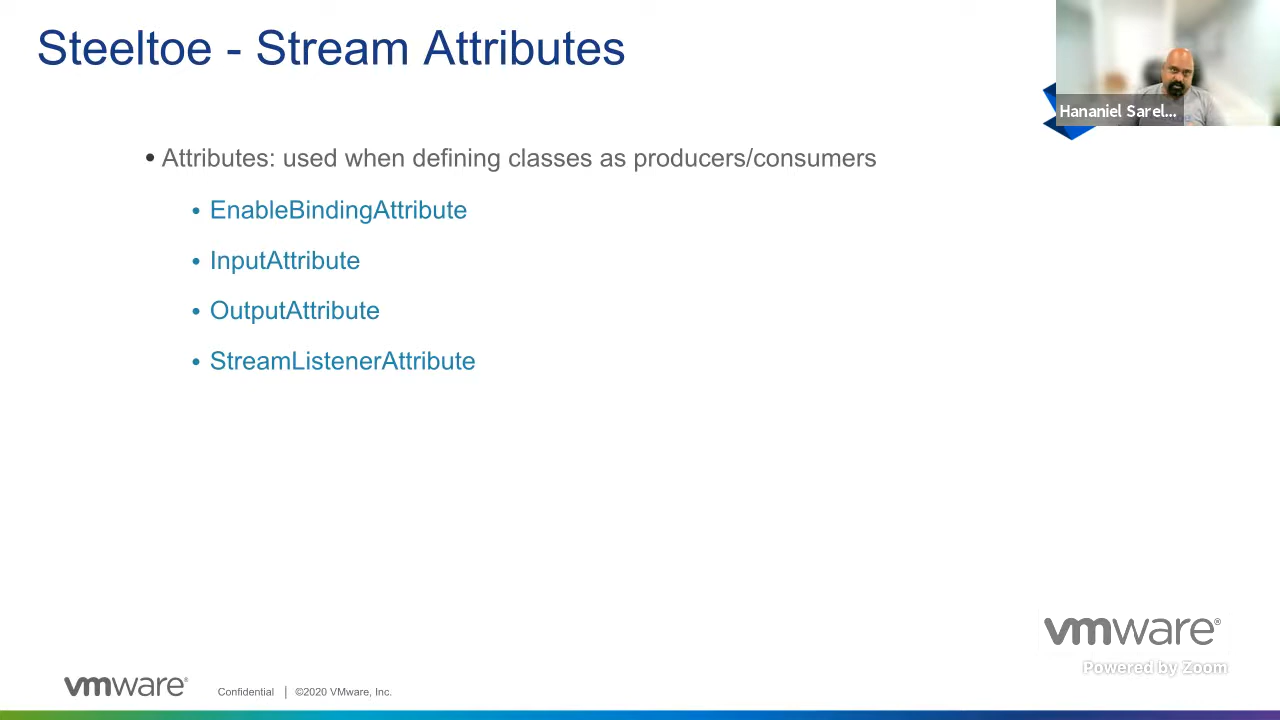 Steeltoe - Stream Attributes
Hananiel Sarel...
• Attributes: used when defining classes as producers/consumers
• EnableBindingAttribute
• InputAttribute
• OutputAttribute
• StreamListenerAttribute
vmware®
Powered by Zoom
vmware®
Confidential | ©2020 VMware, Inc.